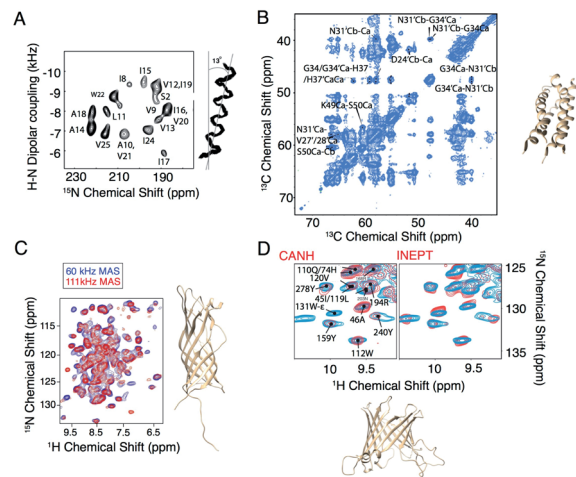 A
H-N Dipolar coupling (kHz)
-10
-9
-8
-7
-6
I15
I8
V12,I19
W22
S2
V9
I16,
V20
A18
L11
V13
A14
V25
A10,
V21
I24
I17
13°
230 210 190
15N Chemical Shift (ppm)
B
13C Chemical Shift (ppm)
20
30
40
50
60
70
N31'Cb-G34'Ca
N31'Cb-Ca
N31'Cb-G34Ca
D24'Cb-Ca
G34/G34'Ca-H37
/H37'CaCa
G34Ca-N31'Cb
G34'Ca-N31'Cb
K49Ca-S50Ca
N31'Ca-
V27'/28'Ca
S50Ca-Cb
70 60 50 40
13C Chemical Shift (ppm)
C
60 kHz MAS
111kHz MAS
15N Chemical Shift (ppm)
110
115
120
125
130
9.5 8.5 7.5 6.5
1H Chemical Shift (ppm)
D
CANH
INEPT
110Q/74H
120V
278Y
45I/119L
131W-ε
194R
46A
240Y
159Y
112W
125
130
135
15N Chemical Shift (ppm)
10 9.5 10 9.5
1H Chemical Shift (ppm)